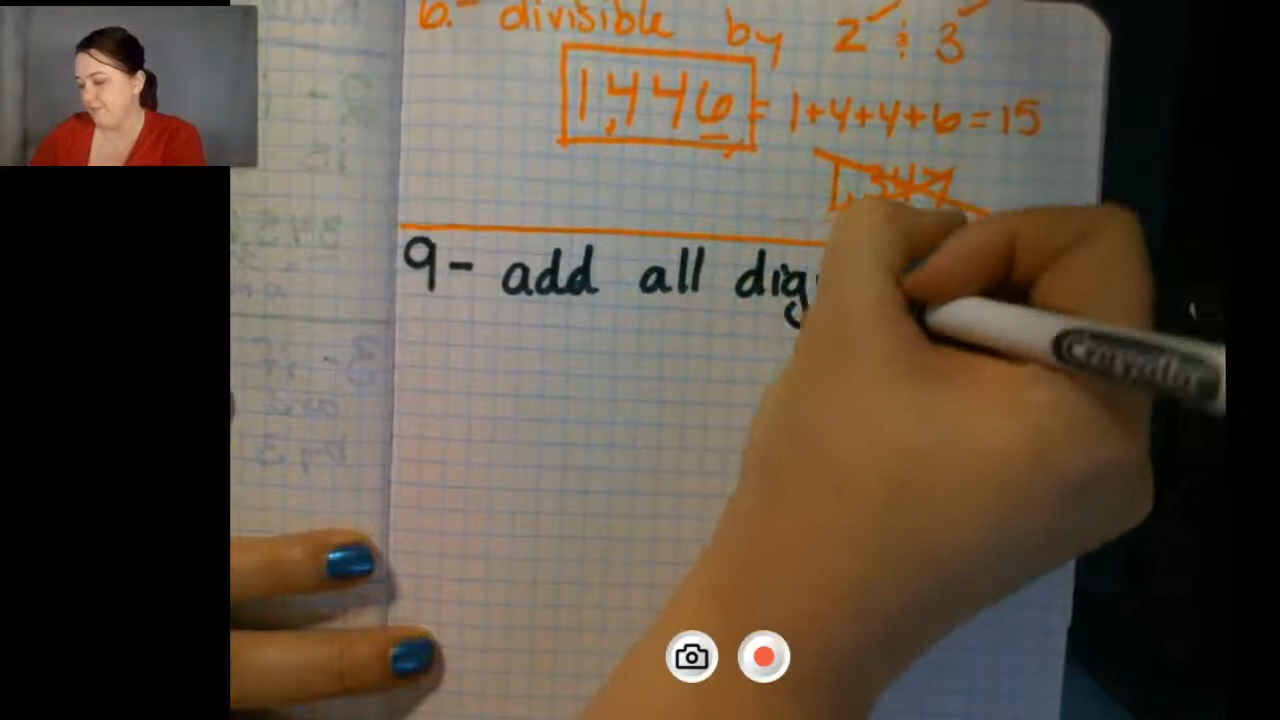 6.- divisible by 2 & 3
1,446 = 1+4+4+6=15
9- add all dig
Crayola